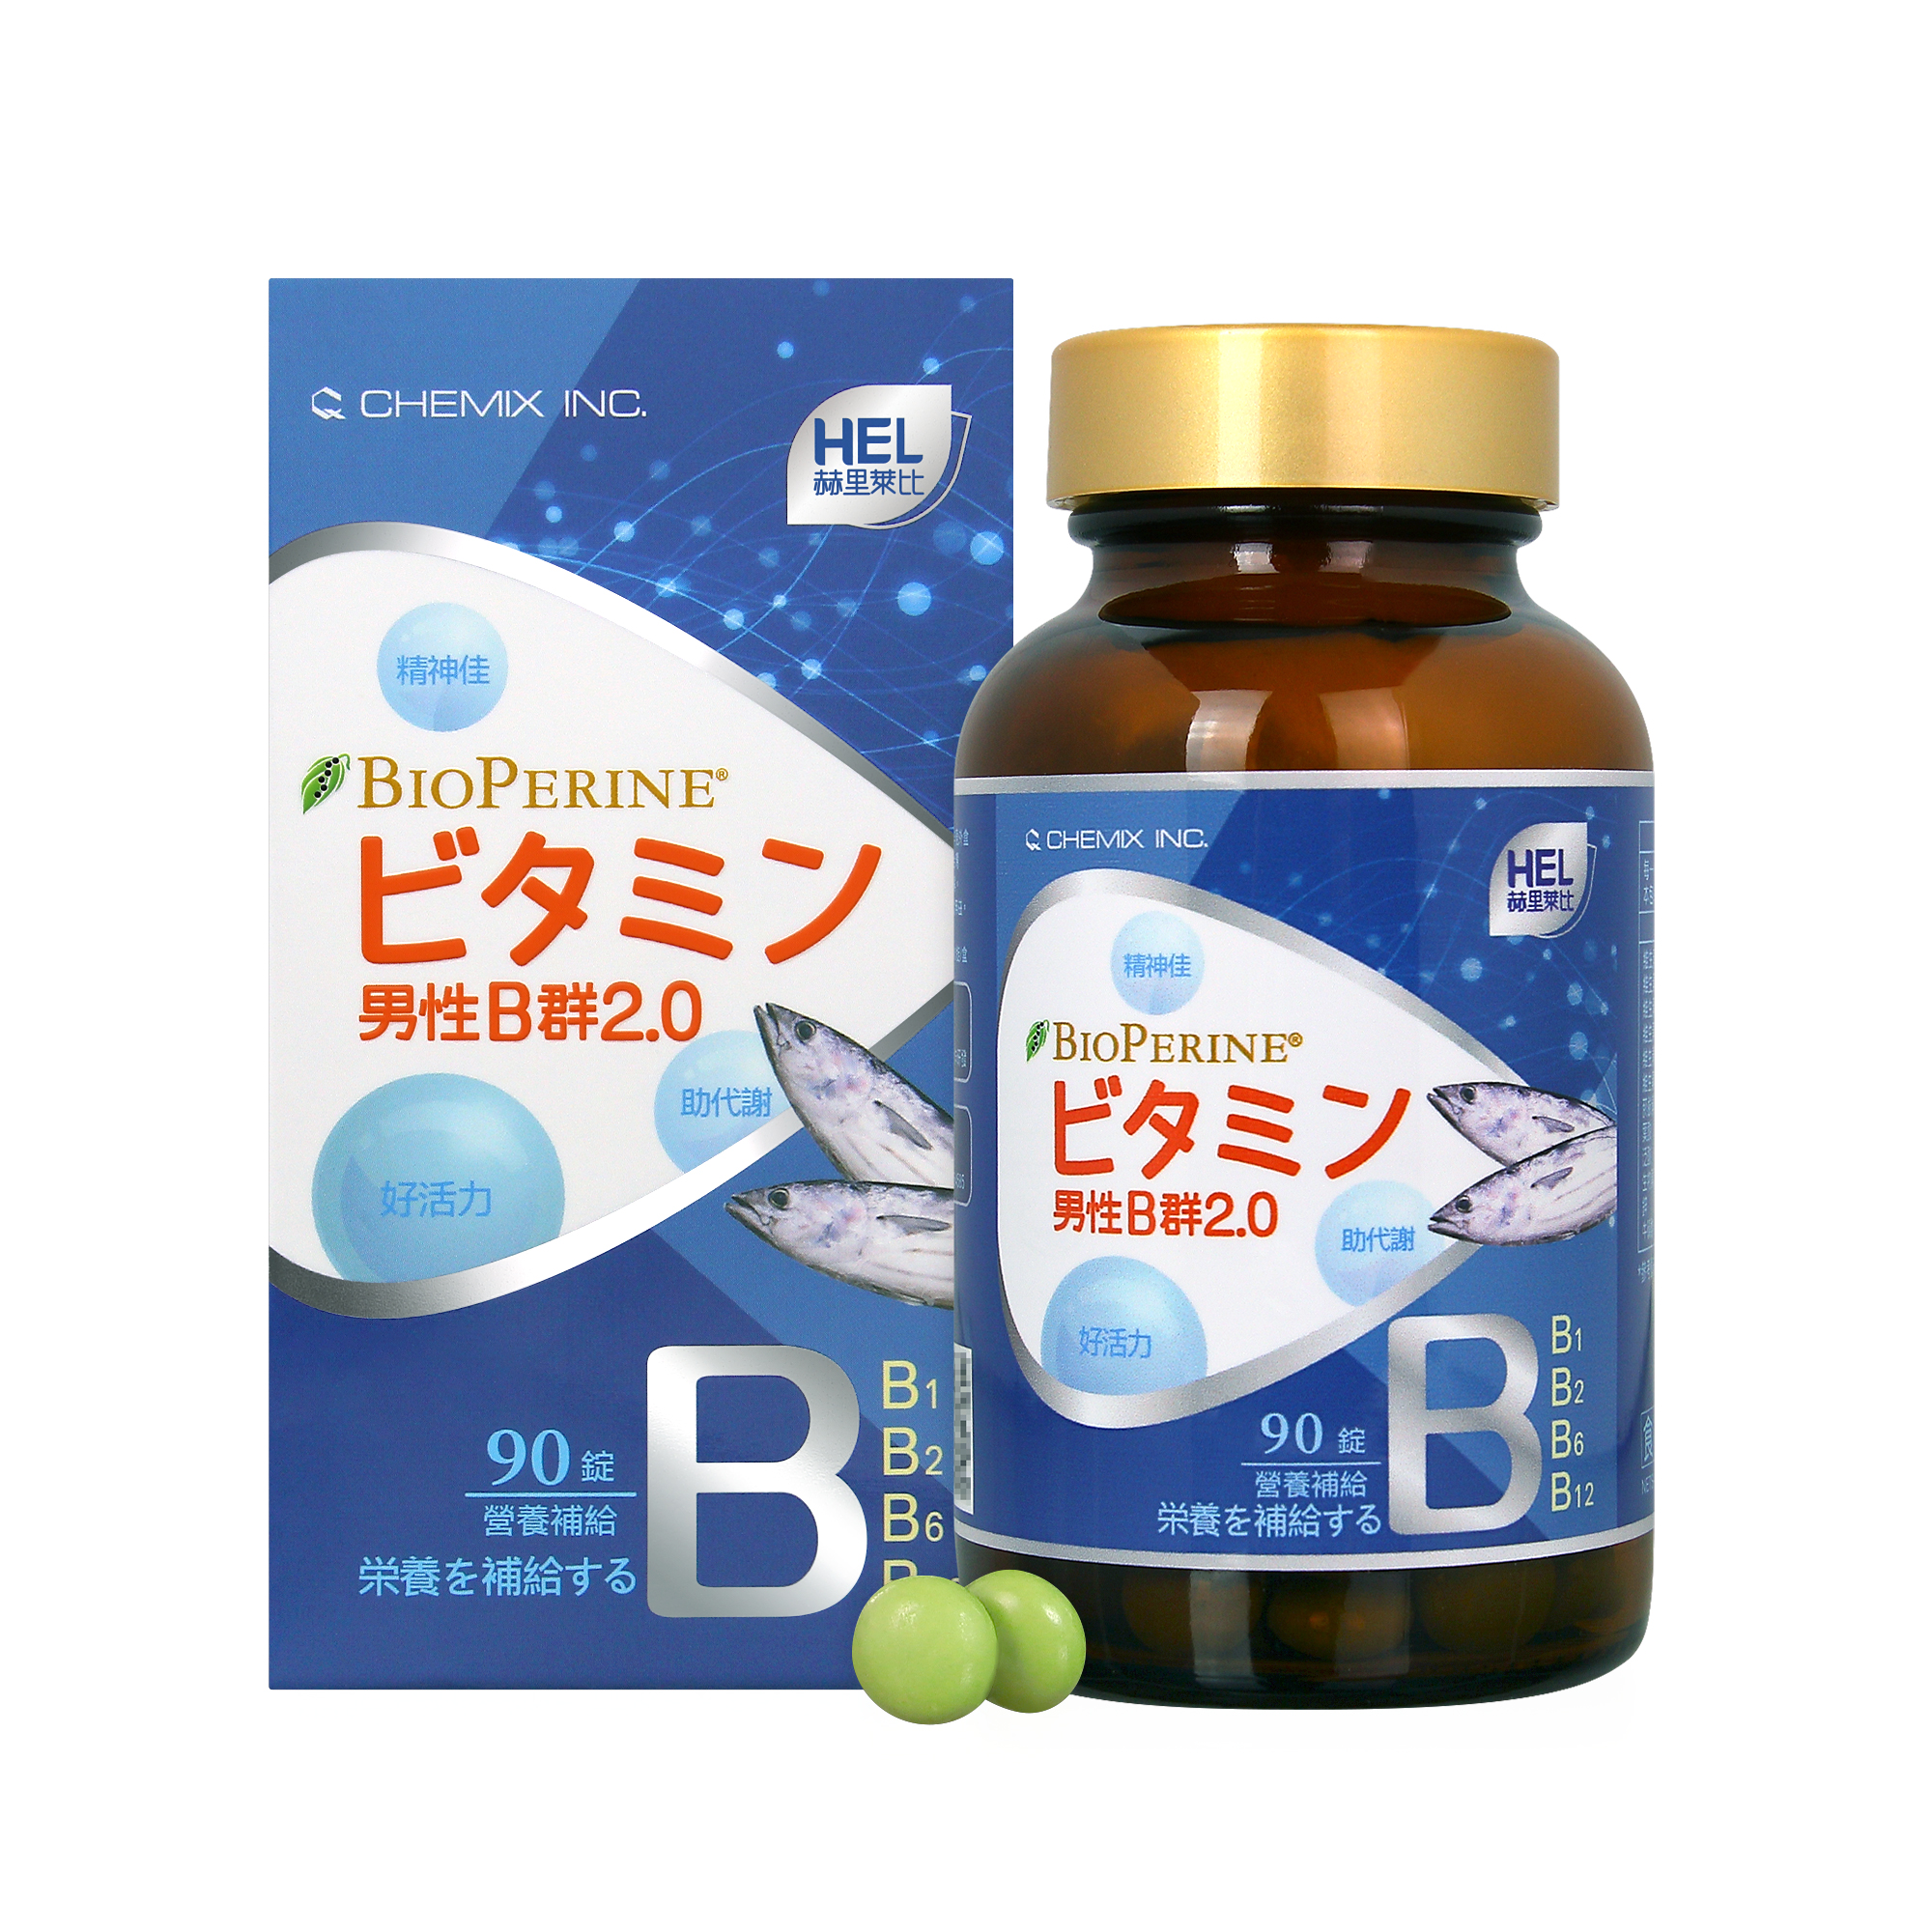 CHEMIX INC.
HEL
赫里萊比
精神佳
BIOPERINE®
ビタミン
男性B群2.0
助代謝
好活力
B
B1
B2
B6
90 錠
營養補給
栄養を補給する
CHEMIX INC.
HEL
赫里萊比
精神佳
BIOPERINE®
ビタミン
男性B群2.0
助代謝
好活力
B
B1
B2
B6
B12
90 錠
營養補給
栄養を補給する